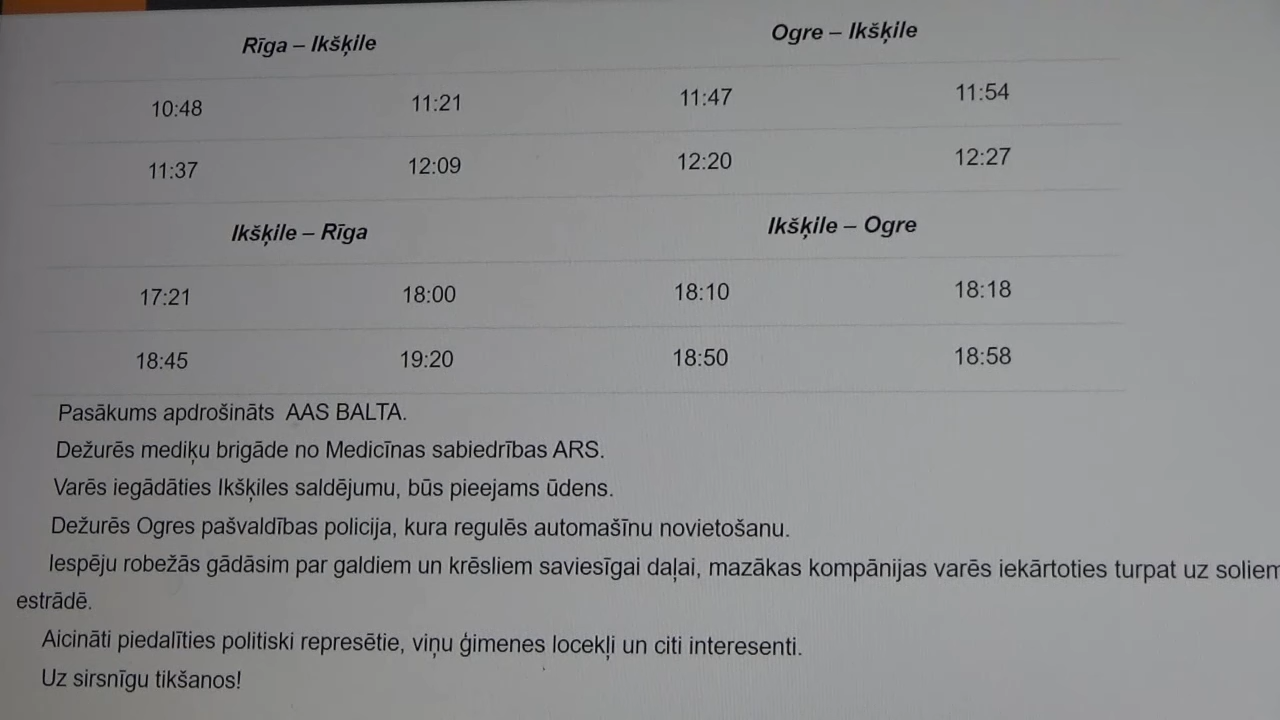 Rīga – Ikšķile Ogre – Ikšķile
10:48 11:21 11:47 11:54
11:37 12:09 12:20 12:27
Ikšķile – Rīga Ikšķile – Ogre
17:21 18:00 18:10 18:18
18:45 19:20 18:50 18:58
Pasākums apdrošināts AAS BALTA.
Dežurēs mediķu brigāde no Medicīnas sabiedrības ARS.
Varēs iegādāties Ikšķiles saldējumu, būs pieejams ūdens.
Dežurēs Ogres pašvaldības policija, kura regulēs automašīnu novietošanu.
Iespēju robežās gādāsim par galdiem un krēsliem saviesīgai daļai, mazākas kompānijas varēs iekārtoties turpat uz soliem
estrādē.
Aicināti piedalīties politiski represētie, viņu ģimenes locekļi un citi interesenti.
Uz sirsnīgu tikšanos!